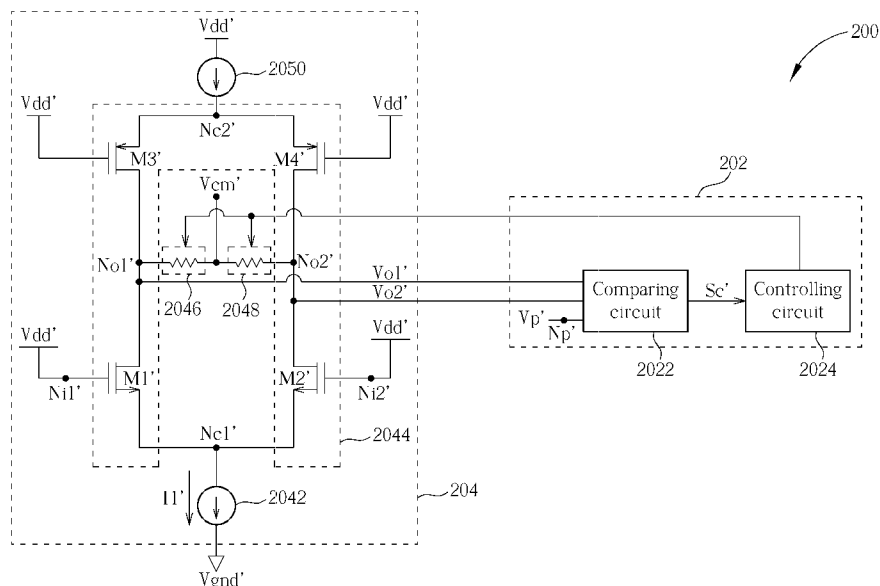 Vdd'
200
2050
Vdd'
Nc2'
Vdd'
M3'
M4'
Vcm'
202
No1'
No2'
2046
2048
Vo1'
Vo2'
Comparing
circuit
Sc'
Controlling
circuit
Vp'
Np'
2022
2024
Vdd'
Vdd'
M1'
M2'
Ni1'
Ni2'
Nc1'
2044
I1'
2042
204
Vgnd'